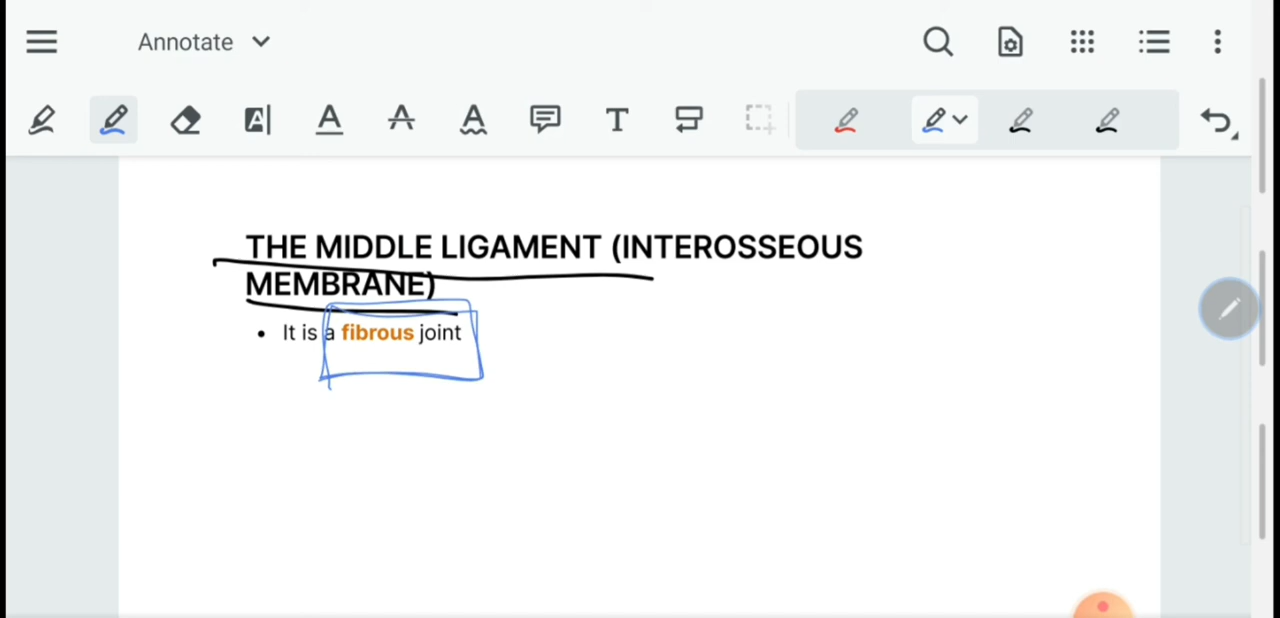 Annotate
THE MIDDLE LIGAMENT (INTEROSSEOUS
MEMBRANE)
• It is a fibrous joint